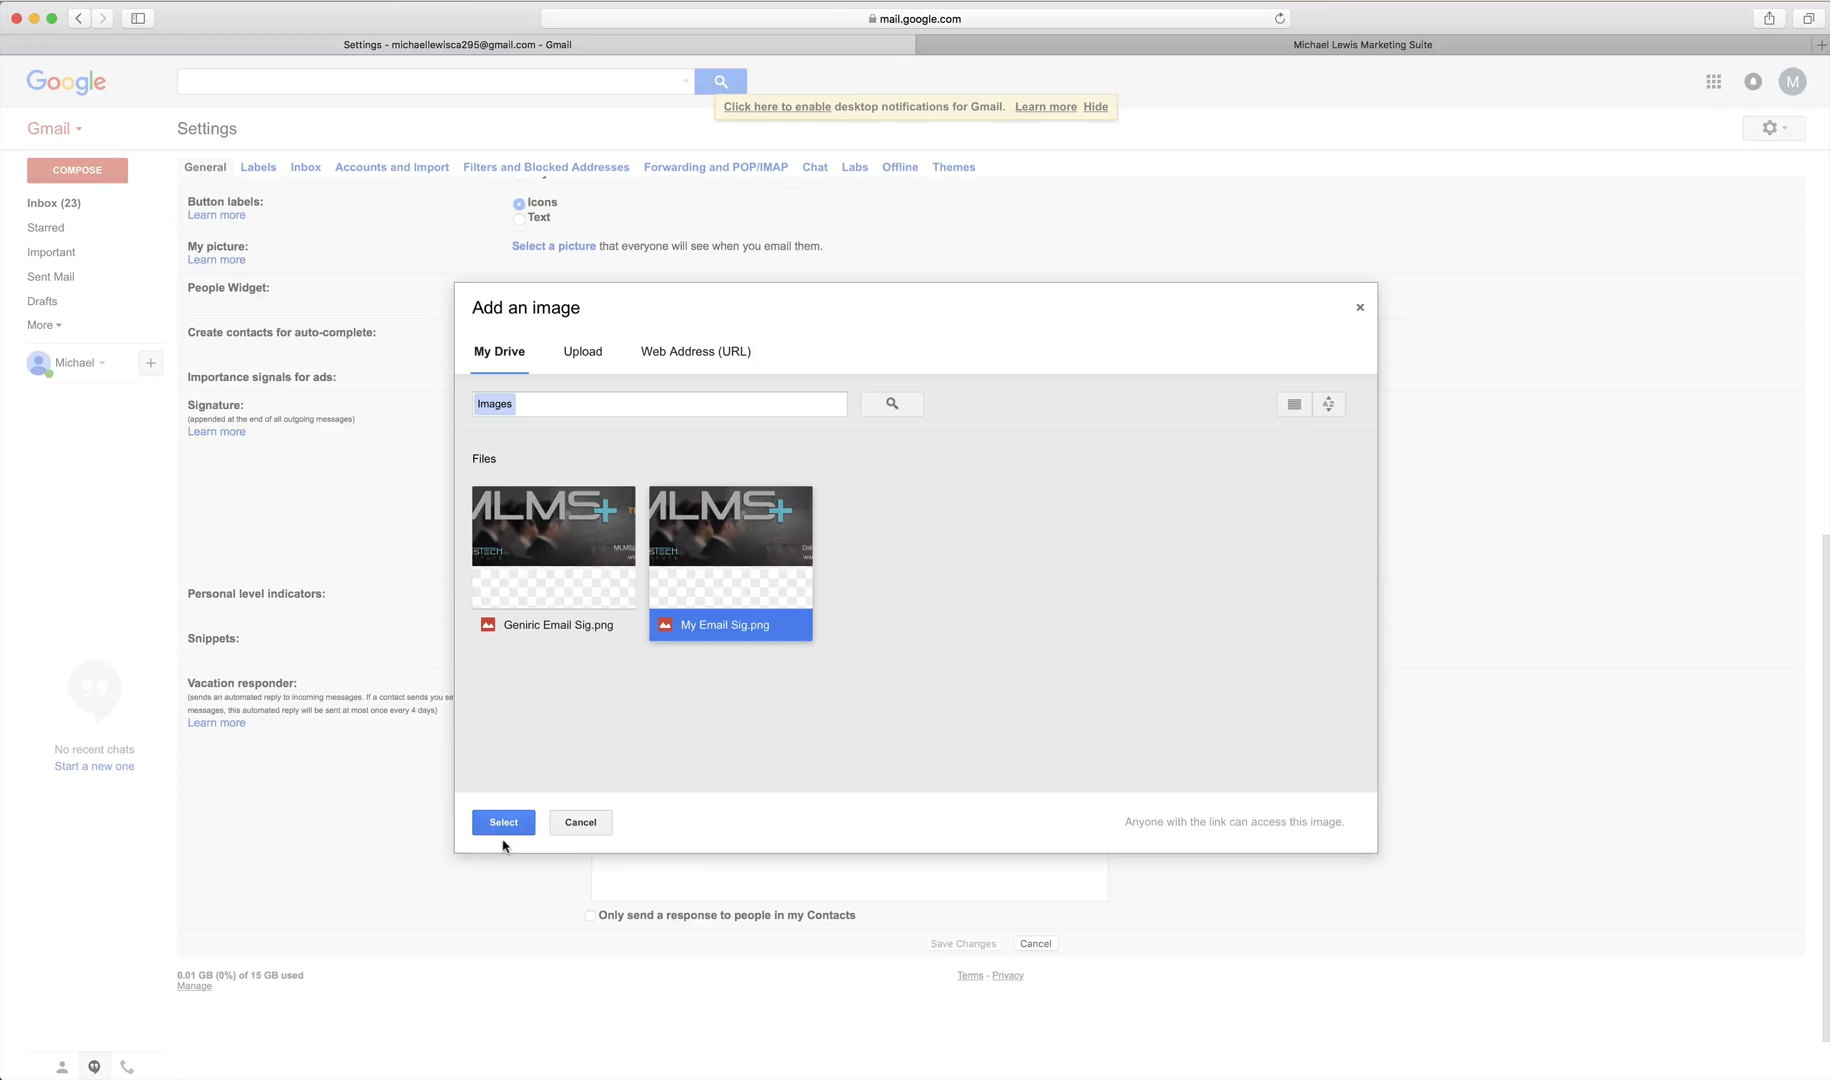 mail.google.com
Settings - michaellewisca295@gmail.com - Gmail
Michael Lewis Marketing Suite
Google
Click here to enable desktop notifications for Gmail. Learn more Hide
M
Gmail
Settings
COMPOSE
General Labels Inbox Accounts and Import Filters and Blocked Addresses Forwarding and POP/IMAP Chat Labs Offline Themes
Inbox (23)
Starred
Important
Sent Mail
Drafts
More
Michael
Button labels:
Learn more
Icons
Text
My picture:
Learn more
Select a picture that everyone will see when you email them.
People Widget:
Create contacts for auto-complete:
Importance signals for ads:
Signature:
(appended at the end of all outgoing messages)
Learn more
Personal level indicators:
Snippets:
Vacation responder:
(sends an automated reply to incoming messages. If a contact sends you se
messages, this automated reply will be sent at most once every 4 days)
Learn more
No recent chats
Start a new one
Add an image
×
My Drive Upload Web Address (URL)
Images
AZ
Files
MLMS+
STECH
MLMS+
STECH
Geniric Email Sig.png
My Email Sig.png
Select Cancel
Anyone with the link can access this image.
Only send a response to people in my Contacts
Save Changes Cancel
0.01 GB (0%) of 15 GB used
Manage
Terms - Privacy